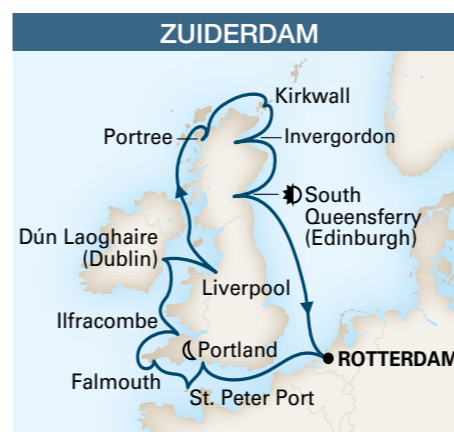 ZUIDERDAM
Kirkwall
Portree
Invergordon
South
Queensferry
(Edinburgh)
Dún Laoghaire
(Dublin)
Liverpool
Ilfracombe
Portland
ROTTERDAM
Falmouth
St. Peter Port